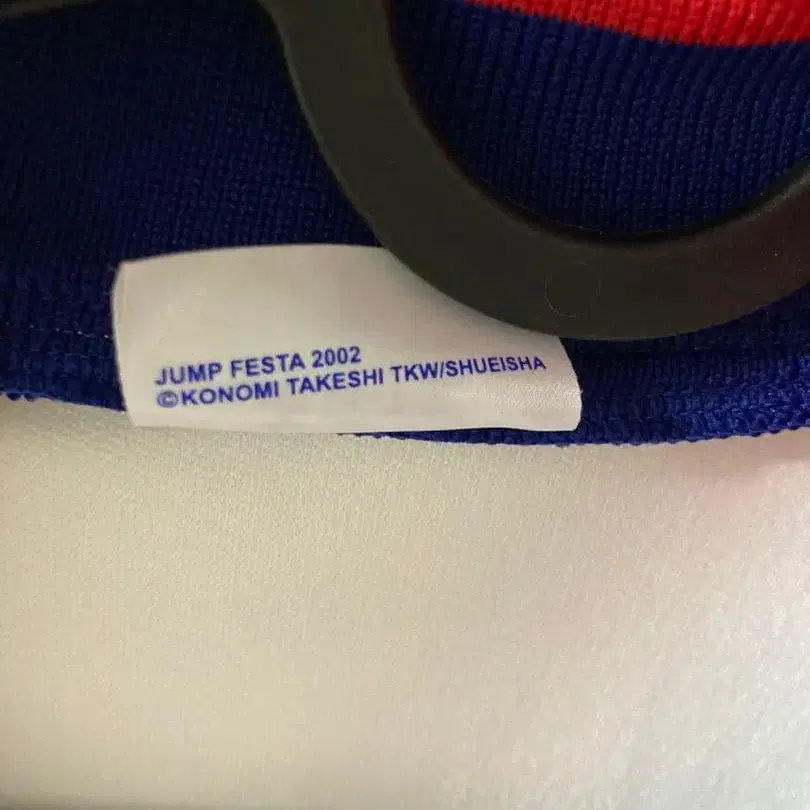 JUMP FESTA 2002
©KONOMI TAKESHI TKW/SHUEISHA